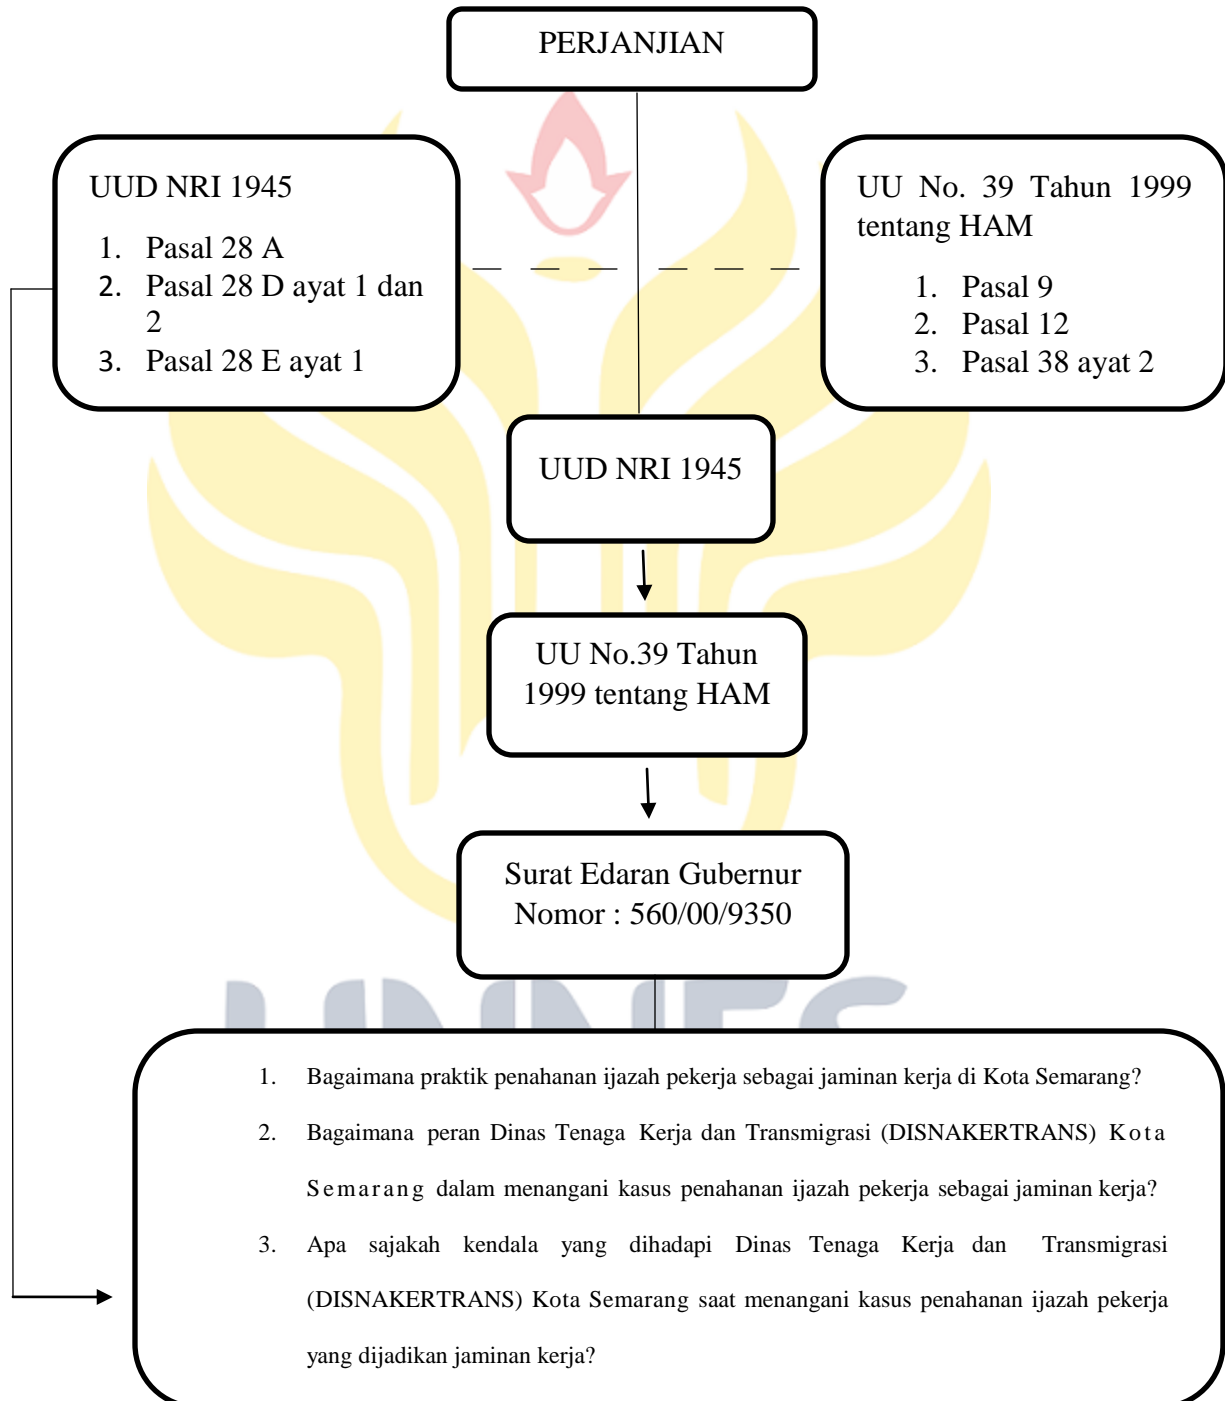 PERJANJIAN
UUD NRI 1945
1. Pasal 28 A
2. Pasal 28 D ayat 1 dan
2
3. Pasal 28 E ayat 1
UU No. 39 Tahun 1999
tentang HAM
1. Pasal 9
2. Pasal 12
3. Pasal 38 ayat 2
UUD NRI 1945
UU No.39 Tahun
1999 tentang HAM
Surat Edaran Gubernur
Nomor : 560/00/9350
UNNES
1. Bagaimana praktik penahanan ijazah pekerja sebagai jaminan kerja di Kota Semarang?
2. Bagaimana peran Dinas Tenaga Kerja dan Transmigrasi (DISNAKERTRANS) Kota
Semarang dalam menangani kasus penahanan ijazah pekerja sebagai jaminan kerja?
3. Apa sajakah kendala yang dihadapi Dinas Tenaga Kerja dan Transmigrasi
(DISNAKERTRANS) Kota Semarang saat menangani kasus penahanan ijazah pekerja
yang dijadikan jaminan kerja?